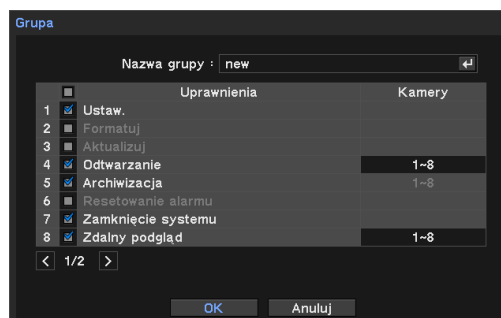 Grupa
Nazwa grupy : new
Uprawnienia Kamery
1 Ustaw.
2 Formatuj
3 Aktualizuj
4 Odtwarzanie 1~8
5 Archiwizacja 1~8
6 Resetowanie alarmu
7 Zamknięcie systemu
8 Zdalny podgląd 1~8
< 1/2 >
OK Anuluj